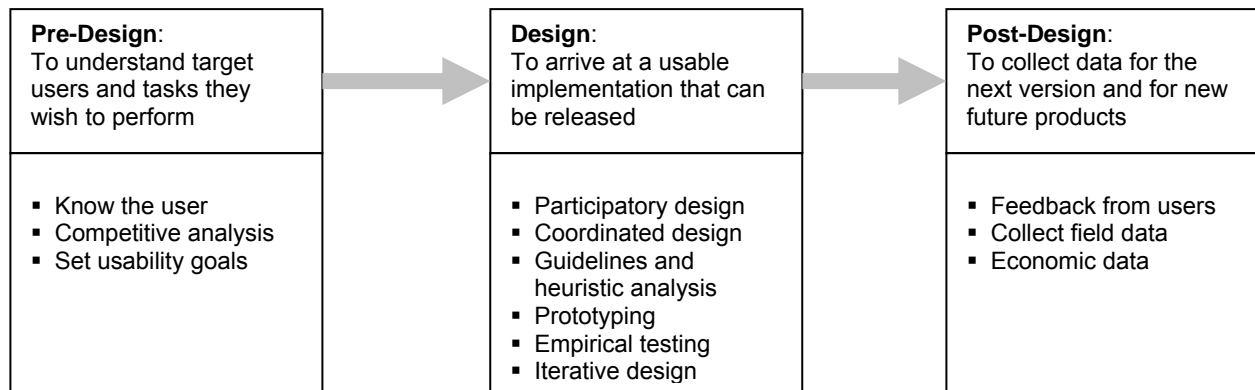 Pre-Design:
To understand target
users and tasks they
wish to perform
▪ Know the user
▪ Competitive analysis
▪ Set usability goals
Design:
To arrive at a usable
implementation that can
be released
▪ Participatory design
▪ Coordinated design
▪ Guidelines and
heuristic analysis
▪ Prototyping
▪ Empirical testing
▪ Iterative design
Post-Design:
To collect data for the
next version and for new
future products
▪ Feedback from users
▪ Collect field data
▪ Economic data